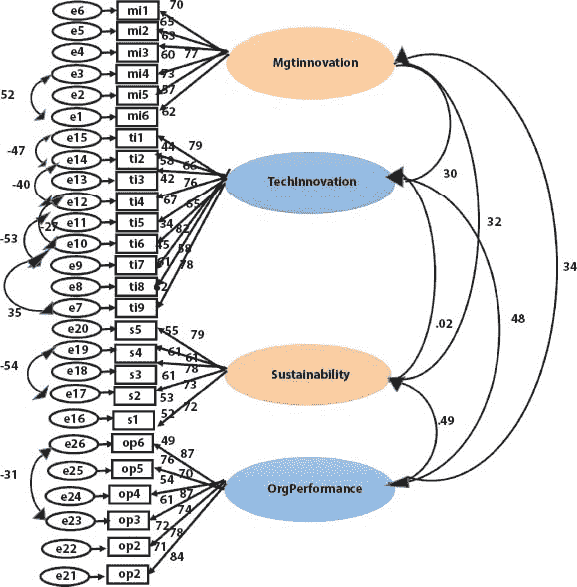 e6 mi1 70
65
e5 mi2 63
e4 mi3 60 77 Mgtinnovation
e3 mi4 73
52 e2 mi5 57
e1 mi6 62
e15 ti1 79
-47 e14 ti2 44 58 66
e13 ti3 42 76 TechInnovation 30
-40 e12 ti4 67 65
-27 e11 ti5 34 82 32
-53 e10 ti6 45 58
e9 ti7 61 78 34
e8 ti8 62
35 e7 ti9
e20 s5 55 79 .02 48
e19 s4 61 61
-54 e18 s3 61 78 Sustainability
e17 s2 53 73
e16 s1 52 72 .49
e26 op6 49 87
e25 op5 76 70
-31 e24 op4 54 87 OrgPerformance
e23 op3 61 74
e22 op2 72 78
71
e21 op2 84